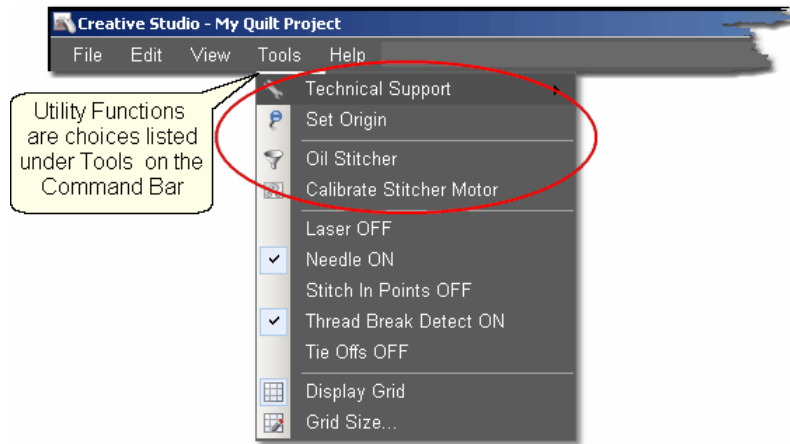 Creative Studio - My Quilt Project
File Edit View Tools Help
Utility Functions
are choices listed
under Tools on the
Command Bar
Technical Support
Set Origin
Oil Stitcher
Calibrate Stitcher Motor
Laser OFF
Needle ON
Stitch In Points OFF
Thread Break Detect ON
Tie Offs OFF
Display Grid
Grid Size...